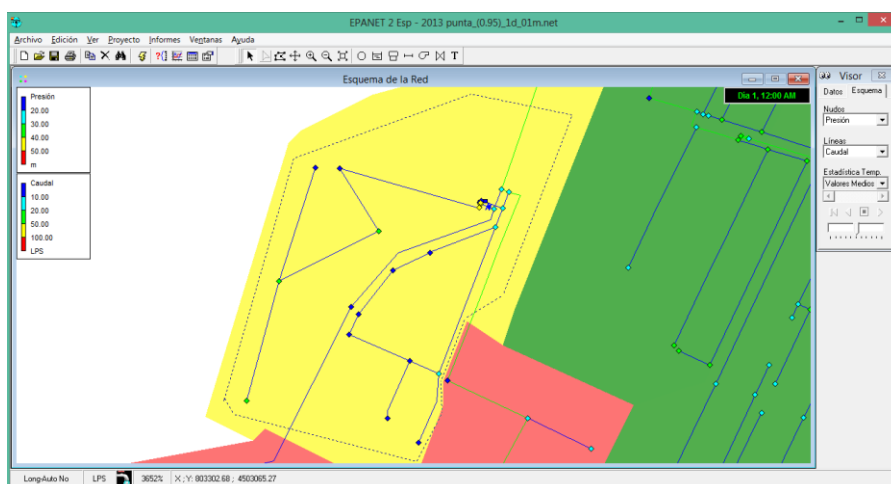 EPANET 2 Esp - 2013 punta_(0.95)_1d_01m.net
Archivo Edición Ver Proyecto Informes Ventanas Ayuda
Esquema de la Red
Día 1, 12:00 AM
Presión
20.00
30.00
40.00
50.00
m
Caudal
10.00
20.00
50.00
100.00
LPS
Visor
Datos Esquema
Nudos
Presión
Líneas
Caudal
Estadística Temp.
Valores Medios
Long-Auto No LPS 3652% X ;Y: 803302.68 ; 4503065.27